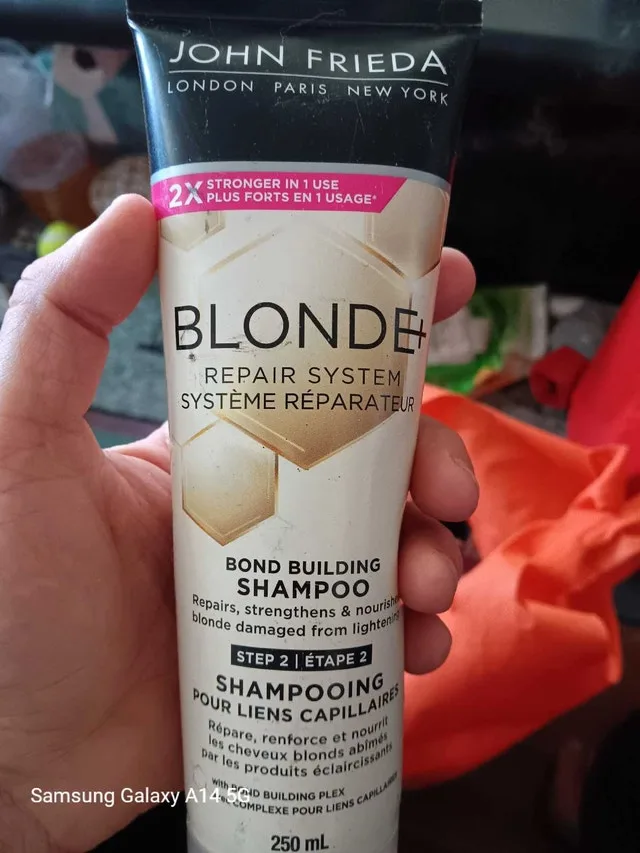 JOHN FRIEDA
LONDON PARIS NEW YORK
2X STRONGER IN 1 USE
PLUS FORTS EN 1 USAGE*
BLONDE+
REPAIR SYSTEM
SYSTÈME RÉPARATEUR
BOND BUILDING
SHAMPOO
Repairs, strengthens & nourishes
blonde damaged from lightening
STEP 2 | ÉTAPE 2
SHAMPOOING
POUR LIENS CAPILLAIRES
Répare, renforce et nourrit
les cheveux blonds abîmés
par les produits éclaircissants
with BOND BUILDING PLEX
COMPLEXE POUR LIENS CAPILLAIRES
250 mL
Samsung Galaxy A14 5G